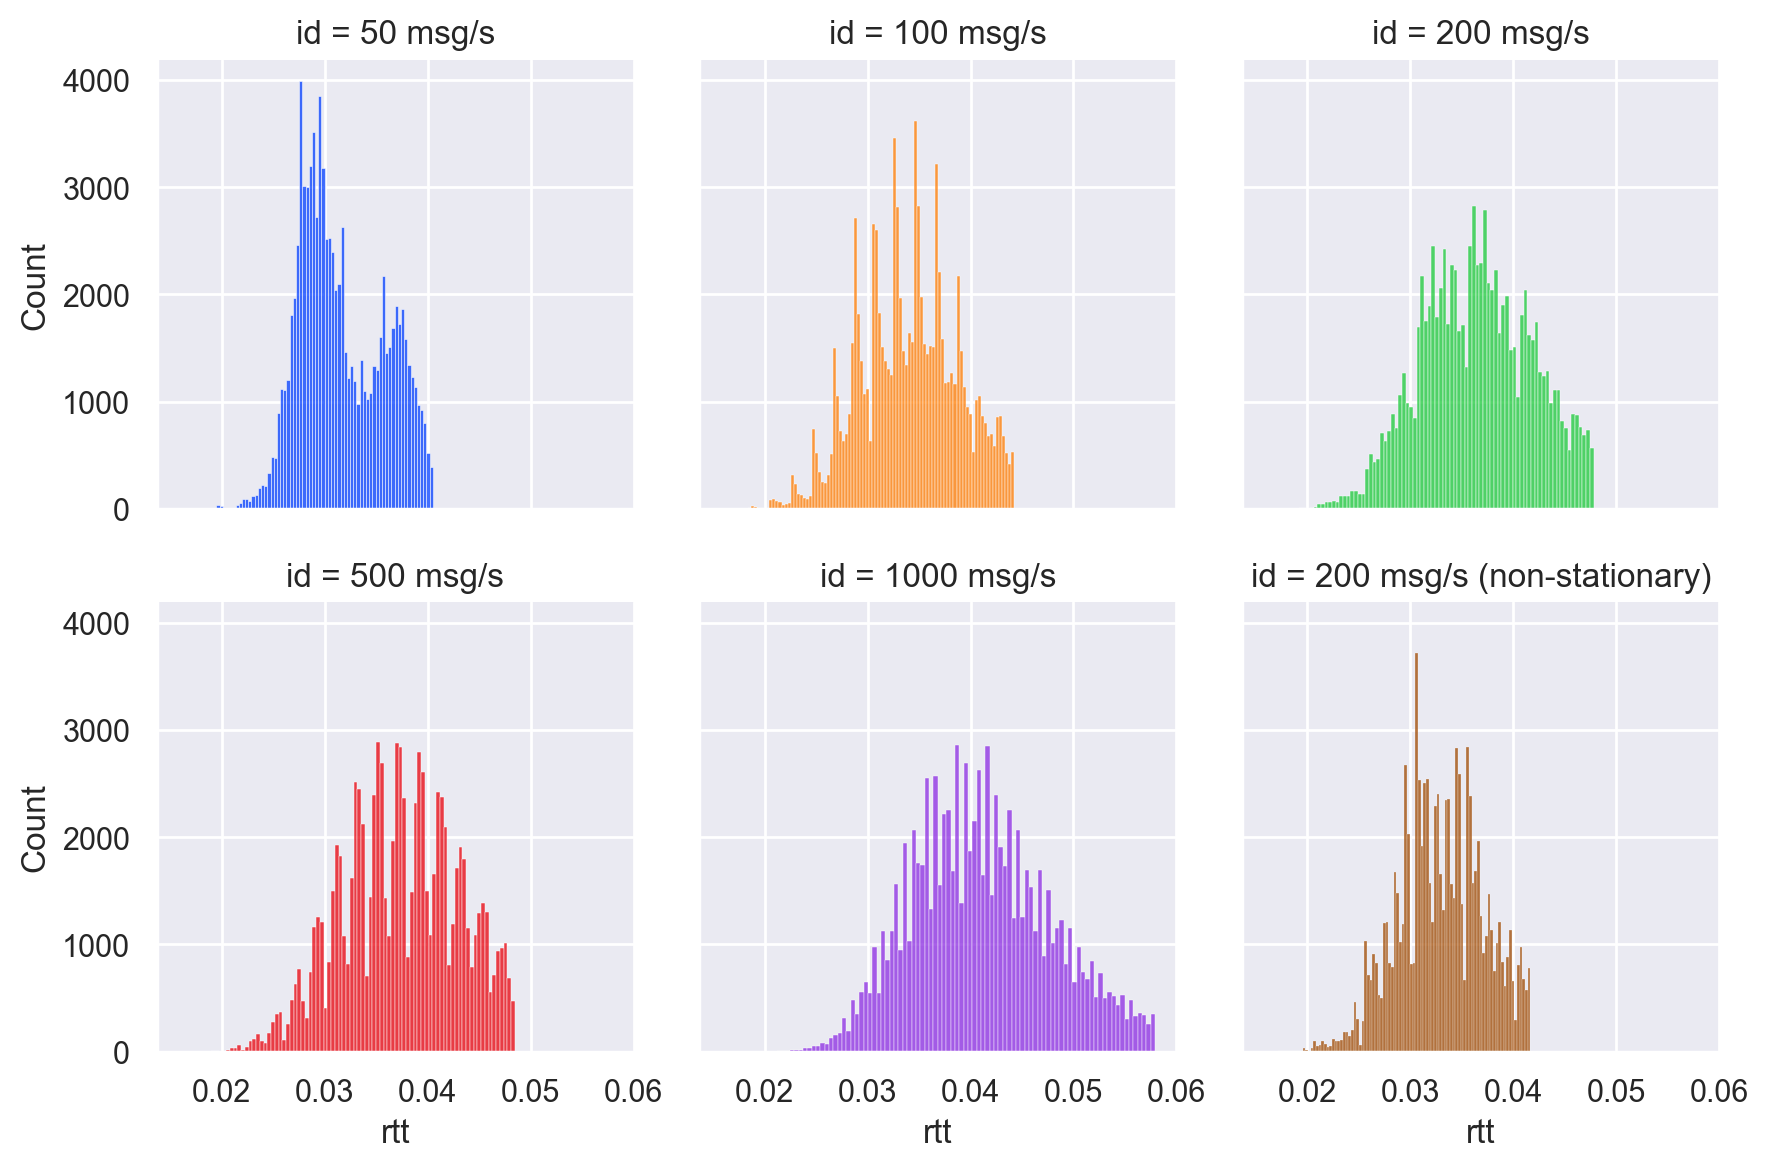 id = 50 msg/s
id = 100 msg/s
id = 200 msg/s
4000
3000
2000
1000
0
Count
id = 500 msg/s
id = 1000 msg/s
id = 200 msg/s (non-stationary)
4000
3000
2000
1000
0
Count
0.02 0.03 0.04 0.05 0.06
0.02 0.03 0.04 0.05 0.06
0.02 0.03 0.04 0.05 0.06
rtt
rtt
rtt